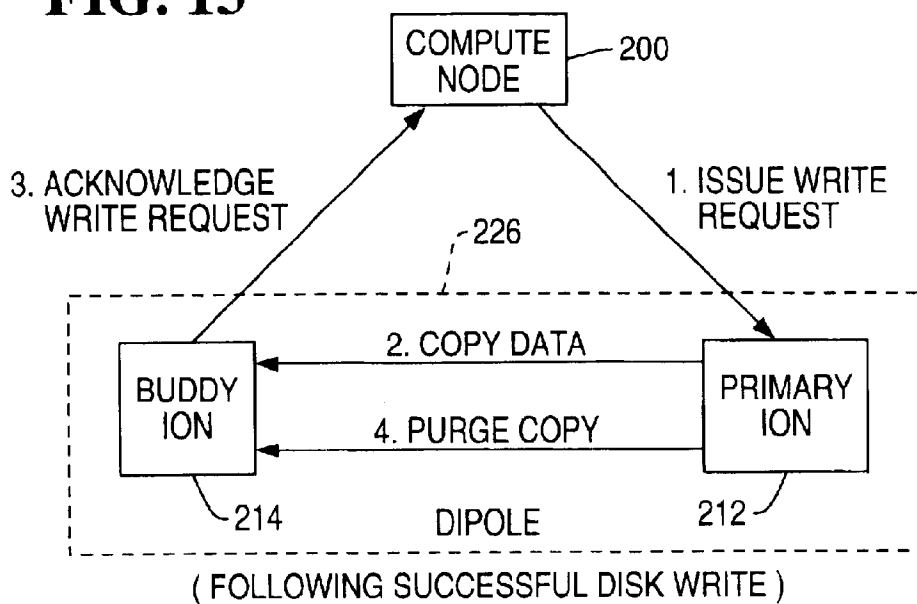 FIG. 15
COMPUTE
NODE
200
3. ACKNOWLEDGE
WRITE REQUEST
1. ISSUE WRITE
REQUEST
226
2. COPY DATA
BUDDY
ION
PRIMARY
ION
4. PURGE COPY
214
DIPOLE
212
( FOLLOWING SUCCESSFUL DISK WRITE )